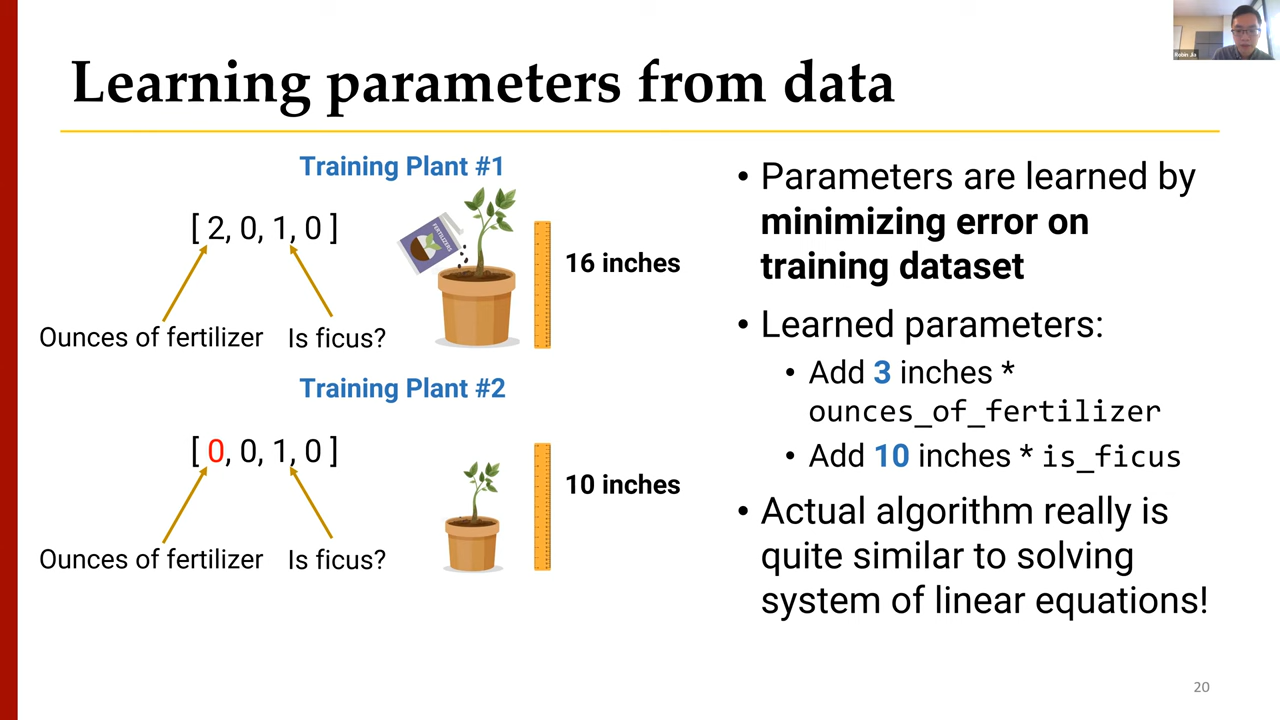 Robin Jia
Learning parameters from data
Training Plant #1
[ 2, 0, 1, 0 ]
FERTILIZERS
16 inches
Ounces of fertilizer
Is ficus?
Training Plant #2
[ 0, 0, 1, 0 ]
10 inches
Ounces of fertilizer
Is ficus?
• Parameters are learned by
minimizing error on
training dataset
• Learned parameters:
• Add 3 inches *
ounces_of_fertilizer
• Add 10 inches * is_ficus
• Actual algorithm really is
quite similar to solving
system of linear equations!
20